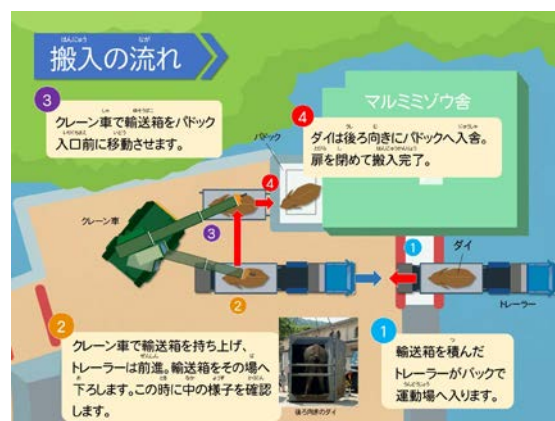 搬入の流れ
3
クレーン車で輸送箱をパドック
入口前に移動させます。
マルミミゾウ舎
4
ダイは後ろ向きにパドックへ入舎。
扉を閉めて搬入完了。
パドック
4
クレーン車
3
1
ダイ
2
トレーラー
2
クレーン車で輸送箱を持ち上げ、
トレーラーは前進。輸送箱をその場へ
下ろします。この時に中の様子を確認
します。
後ろ向きのダイ
1
輸送箱を積んだ
トレーラーがバックで
運動場へ入ります。